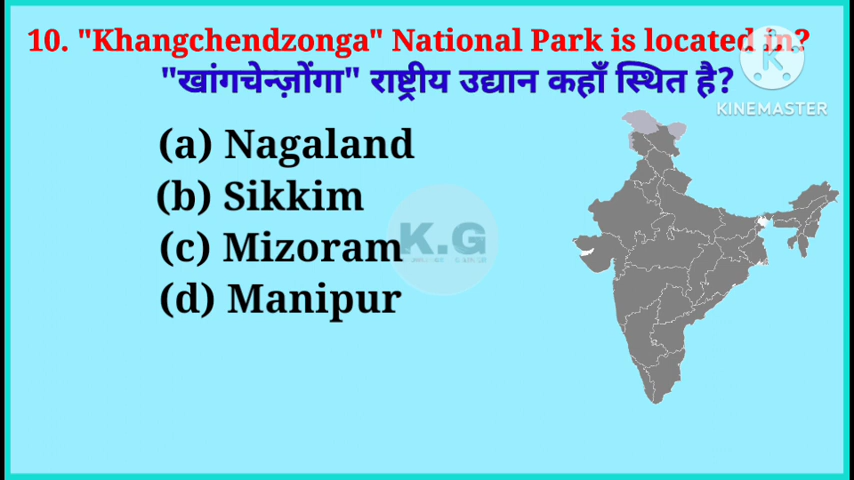 10. "Khangchendzonga" National Park is located in?
"खांगचेन्ज़ोंगा" राष्ट्रीय उद्यान कहाँ स्थित है?
KINEMASTER
(a) Nagaland
(b) Sikkim
(c) Mizoram
K.G
(d) Manipur